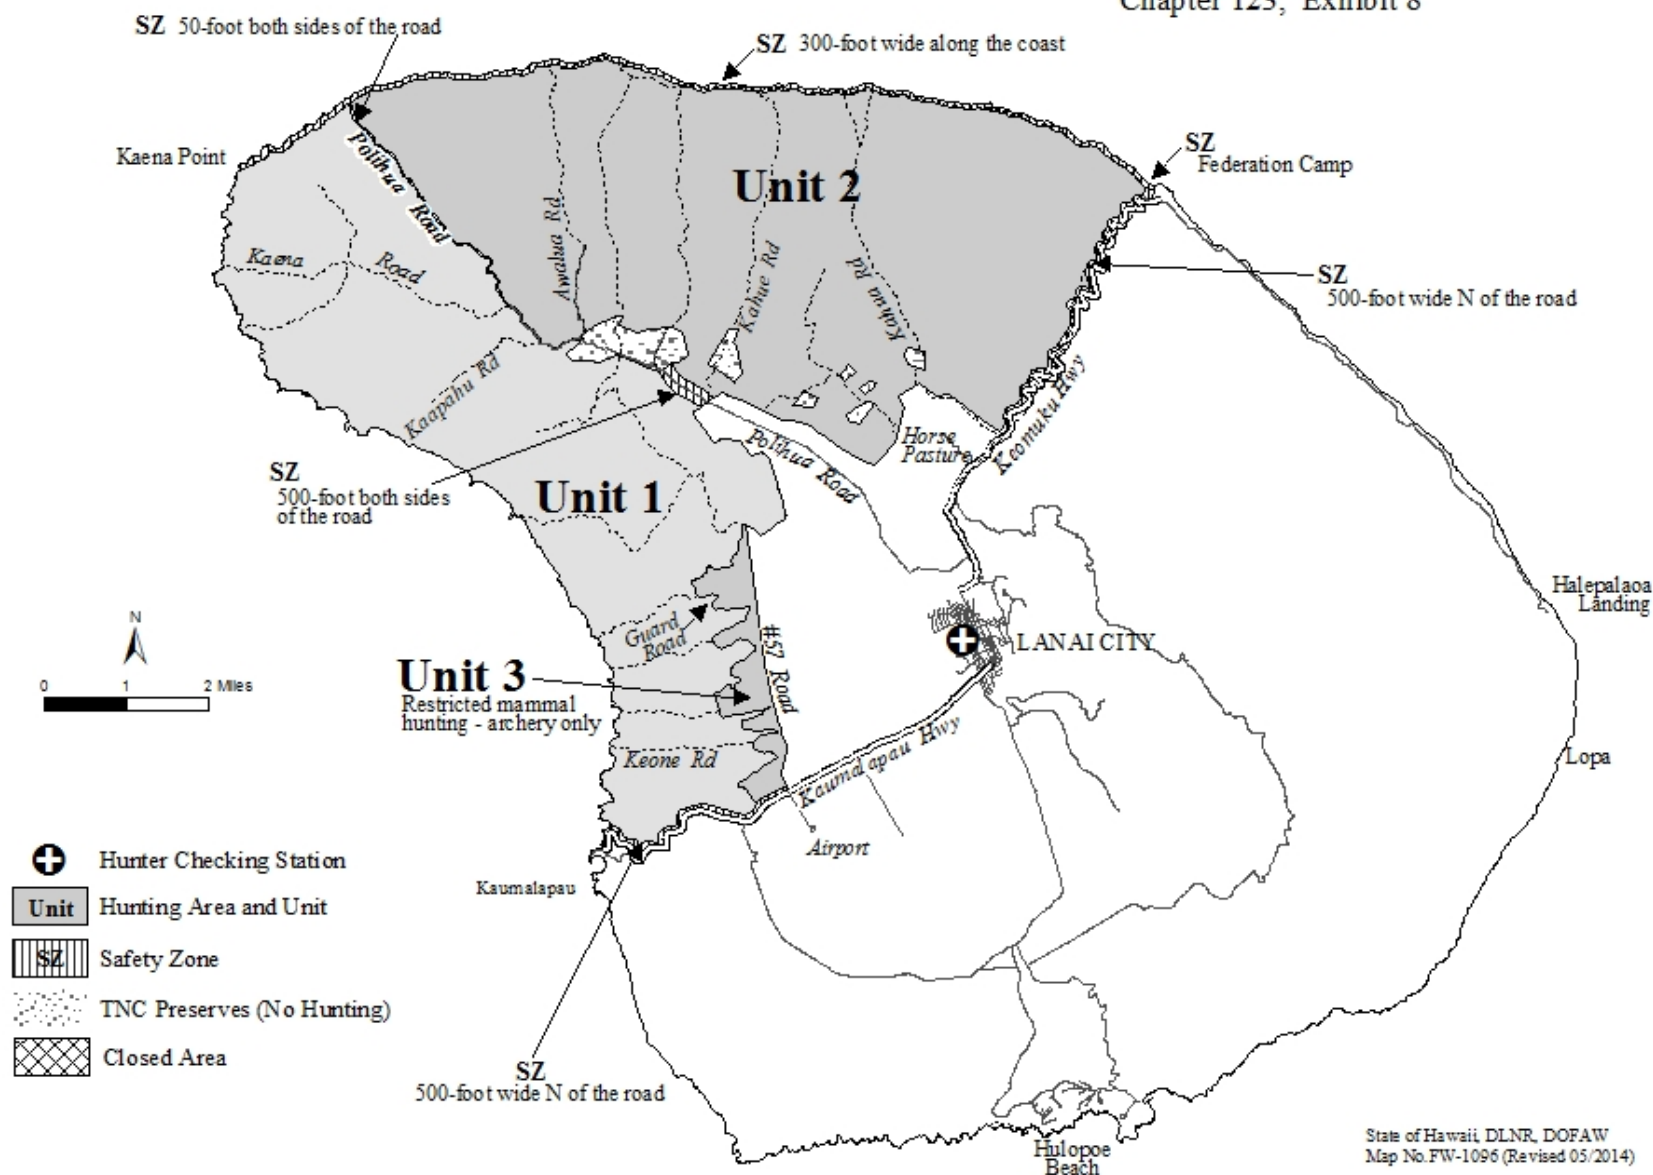 Chapter 123, Exhibit 8
SZ 50-foot both sides of the road
SZ 300-foot wide along the coast
Kaena Point
SZ
Federation Camp
Polihua Road
Unit 2
Awalua Rd
Kaena Road
Kahue Rd
Kahua Rd
SZ
500-foot wide N of the road
Kaapahu Rd
Keomuku Hwy
Horse
Pasture
Polihua Road
SZ
500-foot both sides
of the road
Unit 1
Halepalaoa
Landing
N
Guard
Road
#57 Road
LANAI CITY
Unit 3
Restricted mammal
hunting - archery only
0 1 2 Miles
Keone Rd
Kaumalapau Hwy
Lopa
Airport
Hunter Checking Station
Kaumalapau
Unit Hunting Area and Unit
SZ Safety Zone
TNC Preserves (No Hunting)
Closed Area
SZ
500-foot wide N of the road
Hulopoe
Beach
State of Hawaii, DLNR, DOFAW
Map No.FW-1096 (Revised 05/2014)